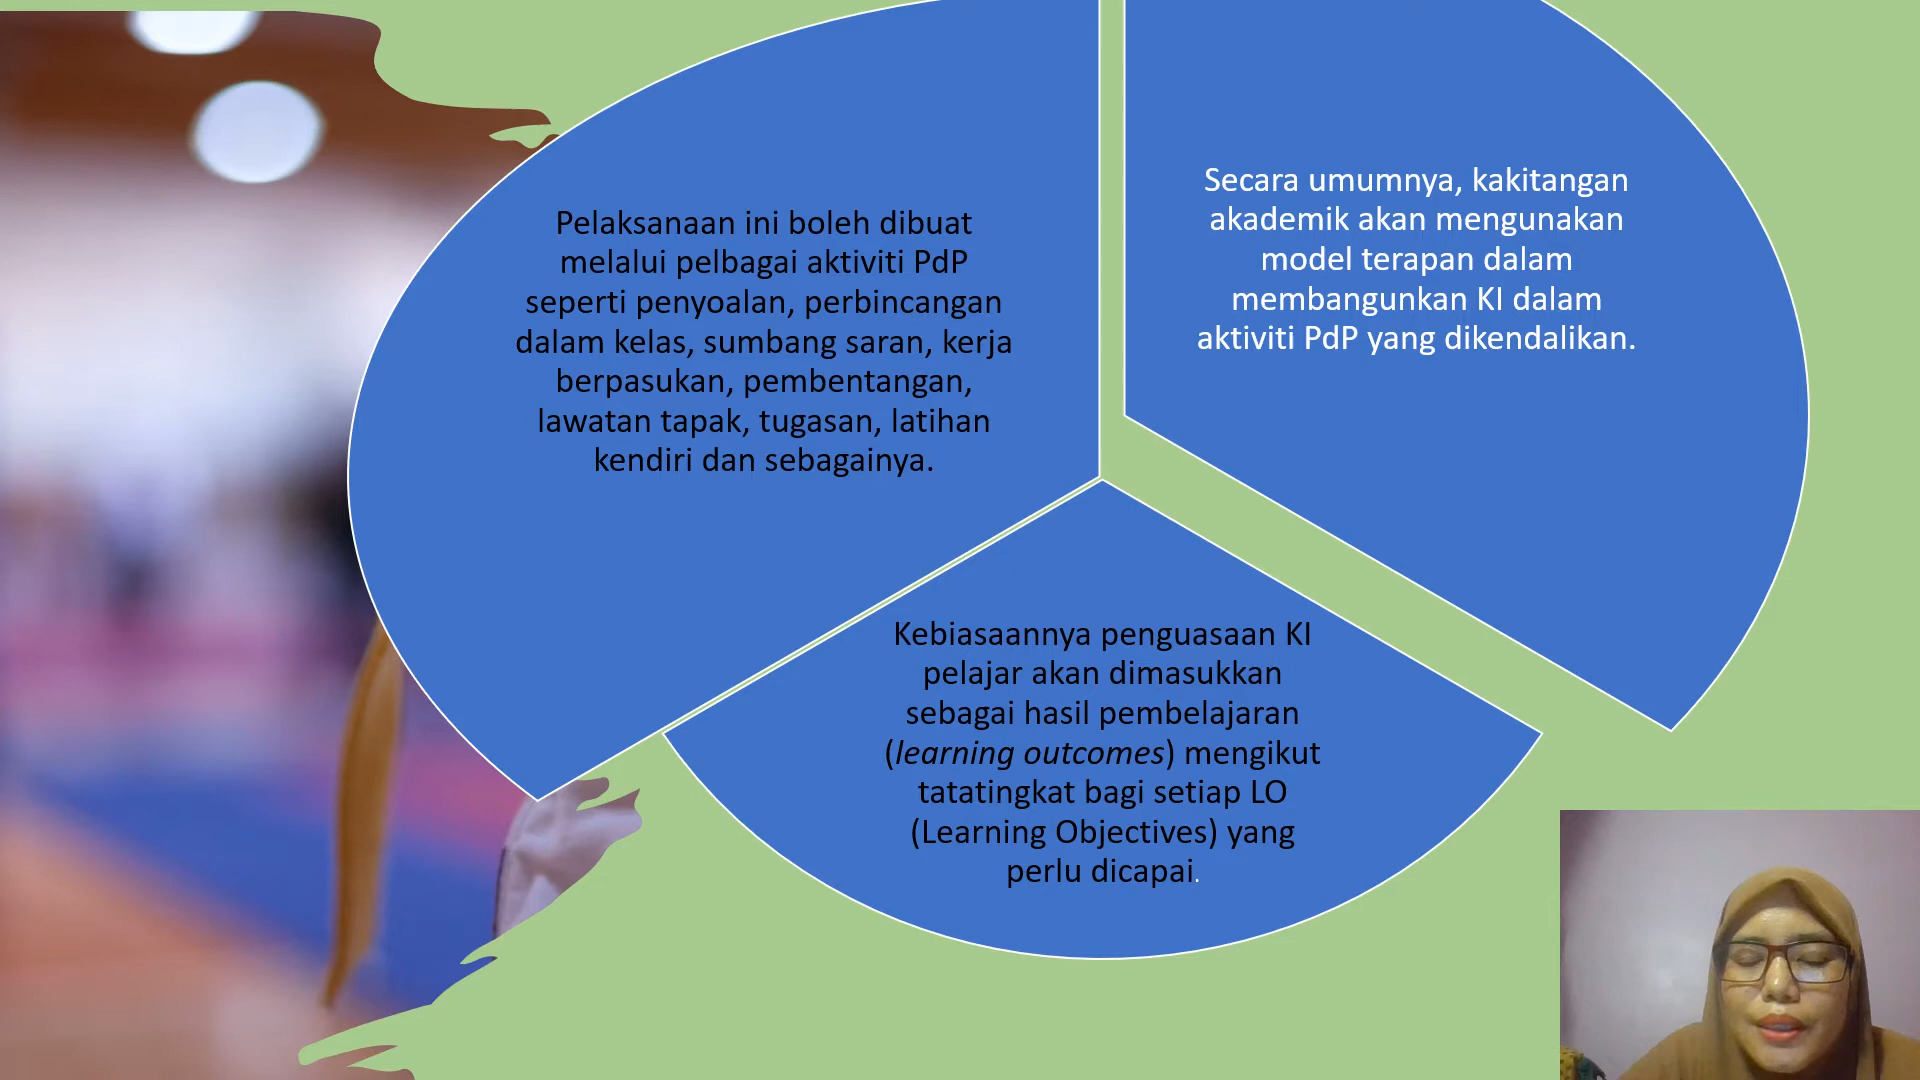 Pelaksanaan ini boleh dibuat
melalui pelbagai aktiviti PdP
seperti penyoalan, perbincangan
dalam kelas, sumbang saran, kerja
berpasukan, pembentangan,
lawatan tapak, tugasan, latihan
kendiri dan sebagainya.
Secara umumnya, kakitangan
akademik akan mengunakan
model terapan dalam
membangunkan KI dalam
aktiviti PdP yang dikendalikan.
Kebiasaannya penguasaan KI
pelajar akan dimasukkan
sebagai hasil pembelajaran
(learning outcomes) mengikut
tatatingkat bagi setiap LO
(Learning Objectives) yang
perlu dicapai.